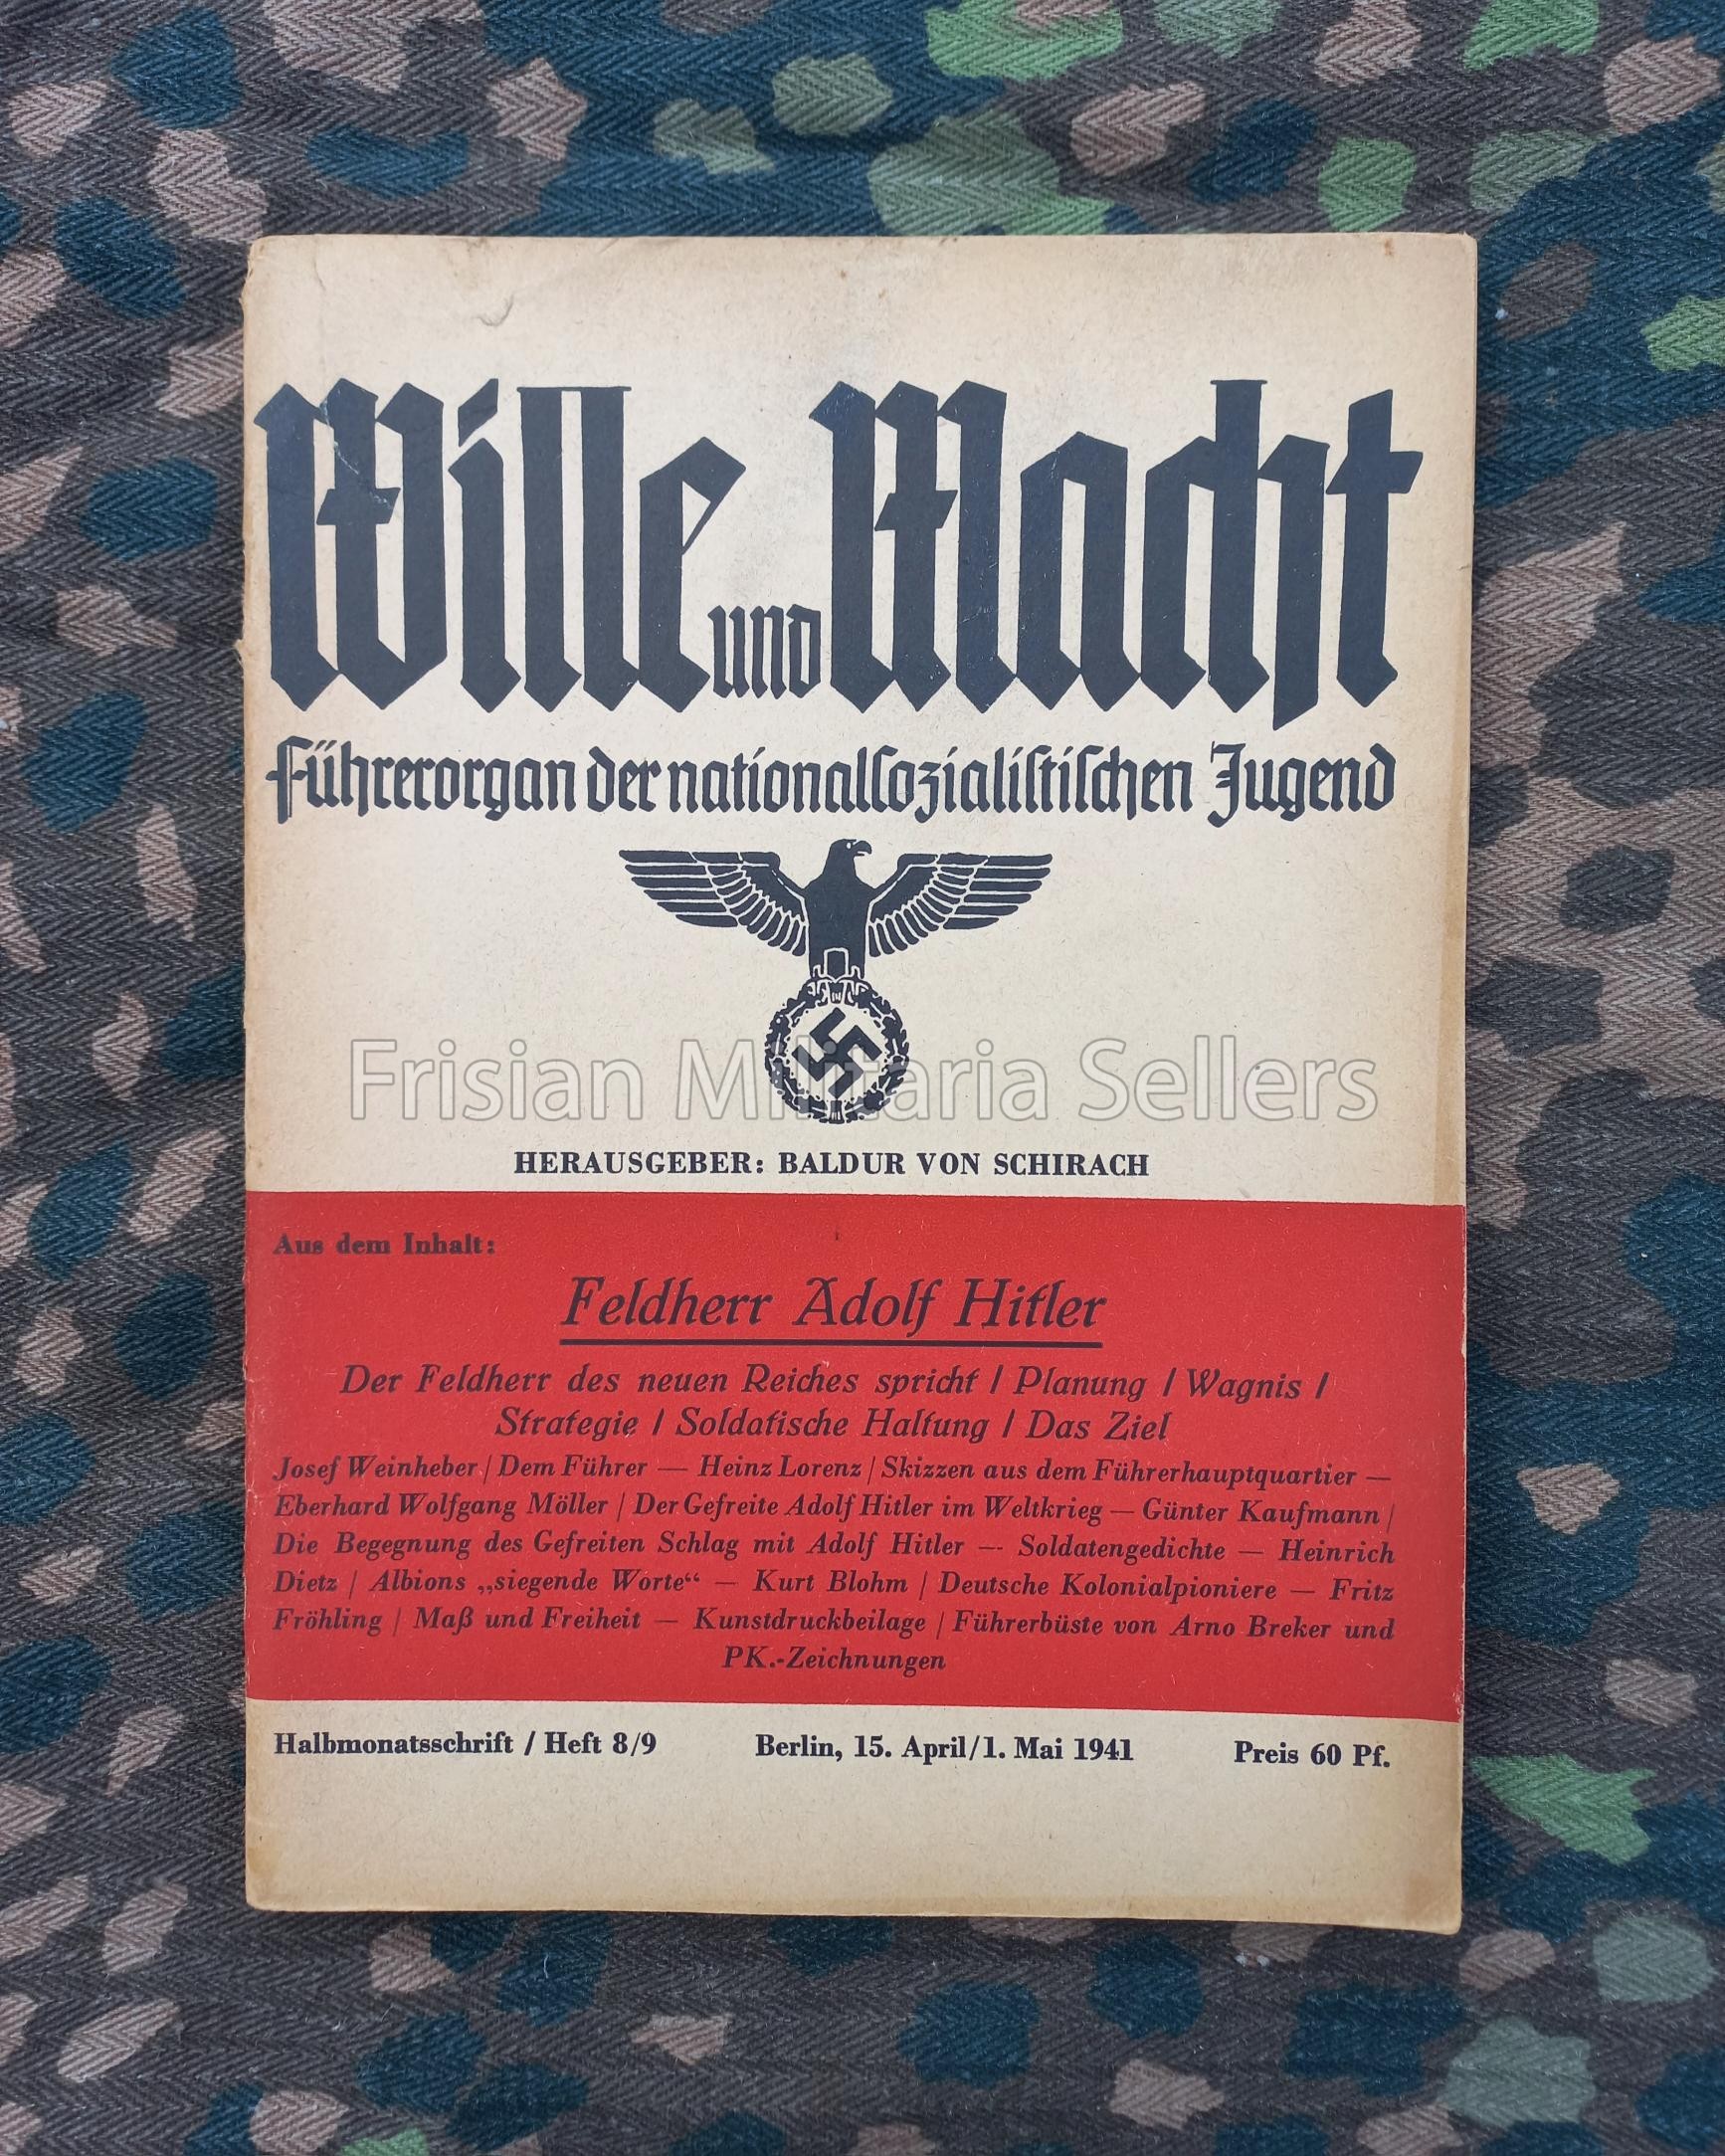 Wille und Macht
Führerorgan der nationalsozialistischen Jugend
Frisian Militaria Sellers
HERAUSGEBER: BALDUR VON SCHIRACH
Aus dem Inhalt:
Feldherr Adolf Hitler
Der Feldherr des neuen Reiches spricht / Planung / Wagnis /
Strategie / Soldatische Haltung / Das Ziel
Josef Weinheber / Dem Führer — Heinz Lorenz / Skizzen aus dem Führerhauptquartier —
Eberhard Wolfgang Möller / Der Gefreite Adolf Hitler im Weltkrieg — Günter Kaufmann /
Die Begegnung des Gefreiten Schlag mit Adolf Hitler — Soldatengedichte — Heinrich
Dietz / Albions „siegende Worte“ — Kurt Blohm / Deutsche Kolonialpioniere — Fritz
Fröhling / Maß und Freiheit — Kunstdruckbeilage / Führerbüste von Arno Breker und
PK.-Zeichnungen
Halbmonatsschrift / Heft 8/9 Berlin, 15. April/1. Mai 1941 Preis 60 Pf.